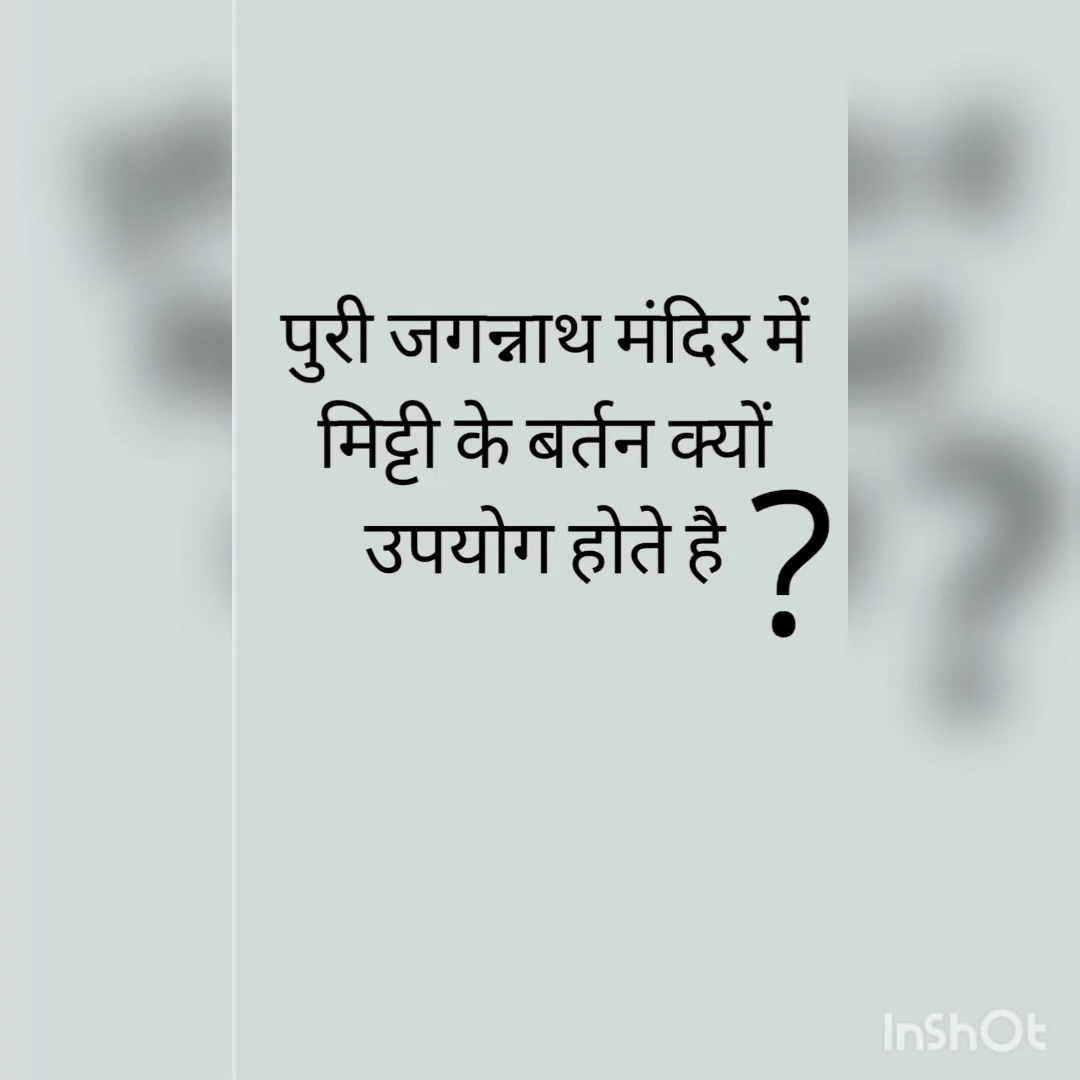 पुरी जगन्नाथ मंदिर में
मिट्टी के बर्तन क्यों
उपयोग होते है ?
InShOt